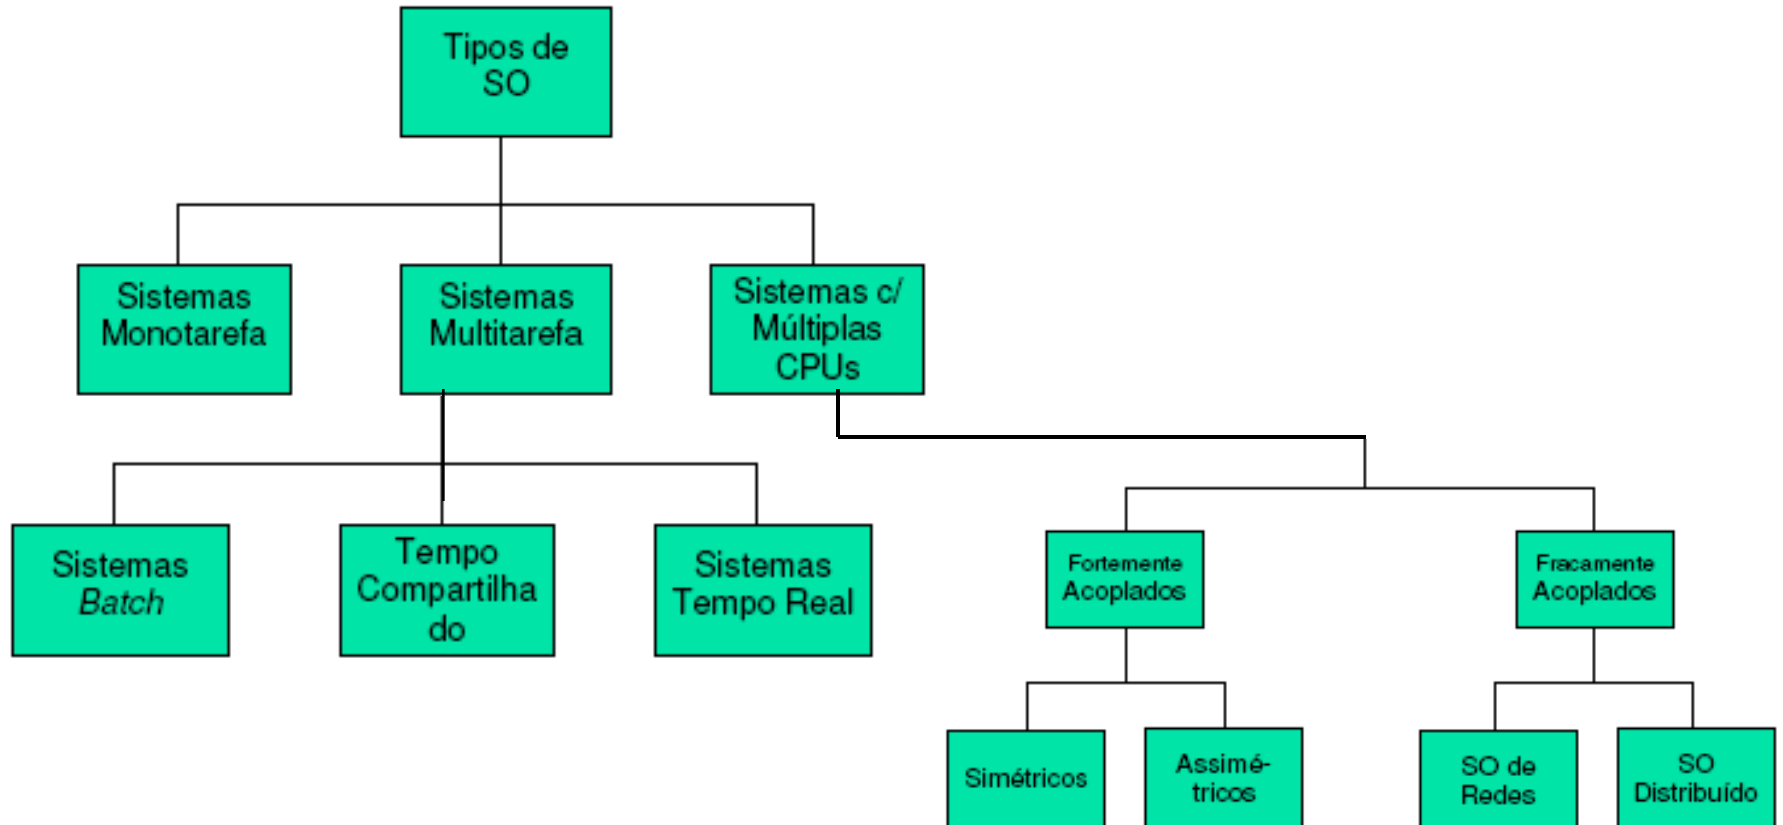 Tipos de
SO
Sistemas
Monotarefa
Sistemas
Multitarefa
Sistemas c/
Múltiplas
CPUs
Sistemas
Batch
Tempo
Compartilha
do
Sistemas
Tempo Real
Fortemente
Acoplados
Fracamente
Acoplados
Simétricos
Assimé-
tricos
SO de
Redes
SO
Distribuído